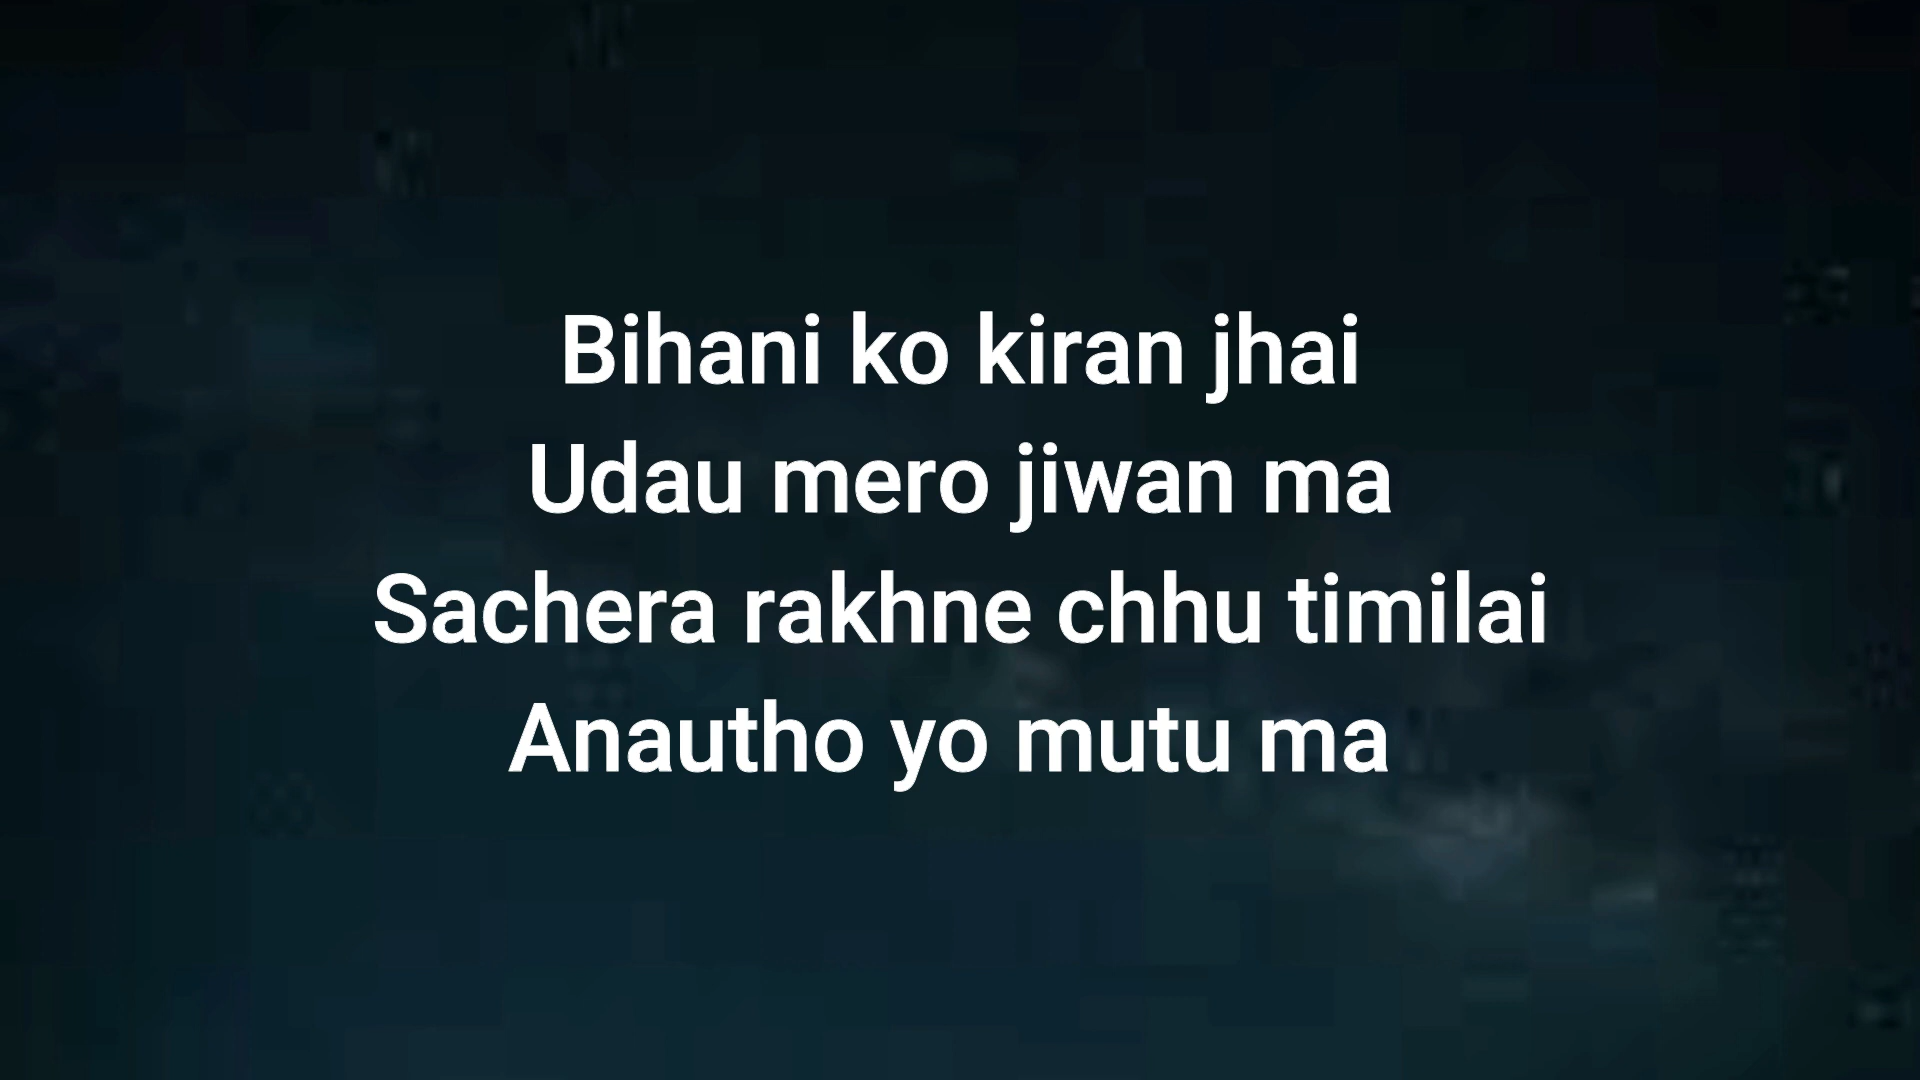 Bihani ko kiran jhai
Udau mero jiwan ma
Sachera rakhne chhu timilai
Anautho yo mutu ma